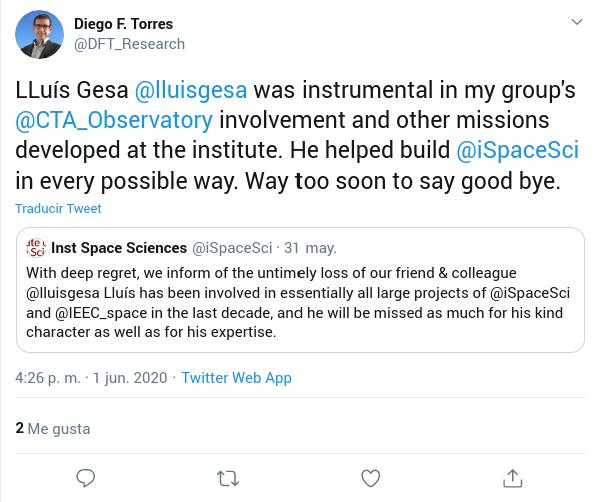 Diego F. Torres
@DFT_Research
LLuís Gesa @lluisgesa was instrumental in my group's
@CTA_Observatory involvement and other missions
developed at the institute. He helped build @iSpaceSci
in every possible way. Way too soon to say good bye.
Traducir Tweet
Inst Space Sciences @iSpaceSci · 31 may.
With deep regret, we inform of the untimely loss of our friend & colleague
@lluisgesa Lluís has been involved in essentially all large projects of @iSpaceSci
and @IEEC_space in the last decade, and he will be missed as much for his kind
character as well as for his expertise.
4:26 p. m. · 1 jun. 2020 · Twitter Web App
2 Me gusta